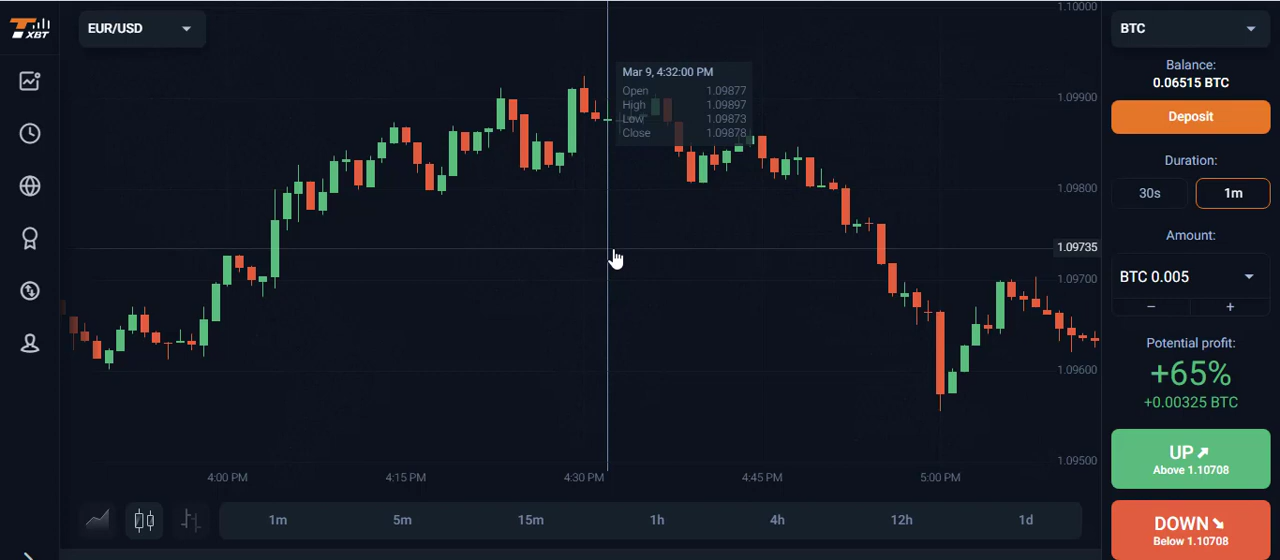 XBT
EUR/USD
1.10000
1.09900
1.09800
1.09735
1.09700
1.09600
1.09500
Mar 9, 4:32:00 PM
Open 1.09877
High 1.09897
Low 1.09873
Close 1.09878
4:00 PM 4:15 PM 4:30 PM 4:45 PM 5:00 PM
1m 5m 15m 1h 4h 12h 1d
BTC
Balance:
0.06515 BTC
Deposit
Duration:
30s 1m
Amount:
BTC 0.005
− +
Potential profit:
+65%
+0.00325 BTC
UP
Above 1.10708
DOWN
Below 1.10708